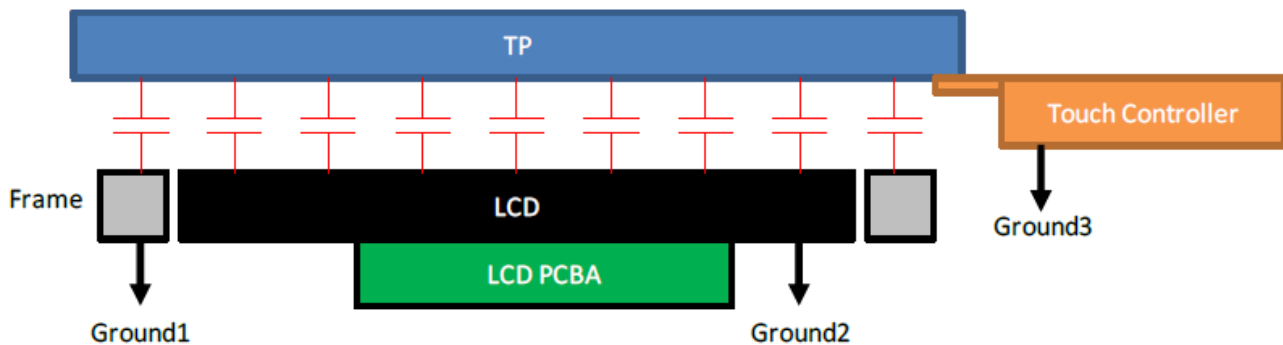 TP
Touch Controller
Frame
LCD
Ground3
LCD PCBA
Ground1
Ground2